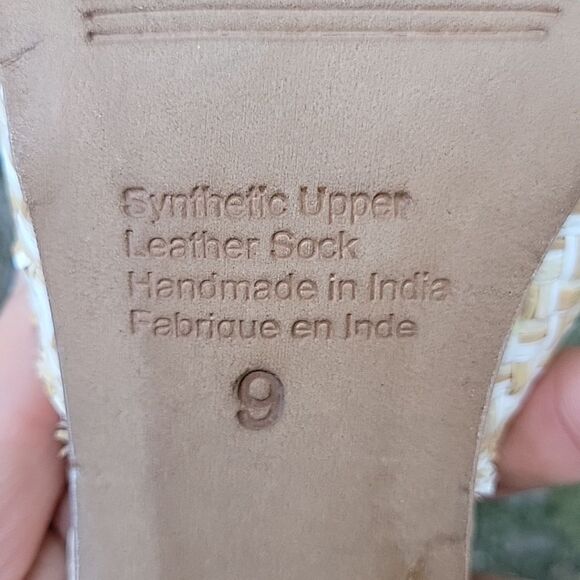 Synthetic Upper
Leather Sock
Handmade in India
Fabrique en Inde
9